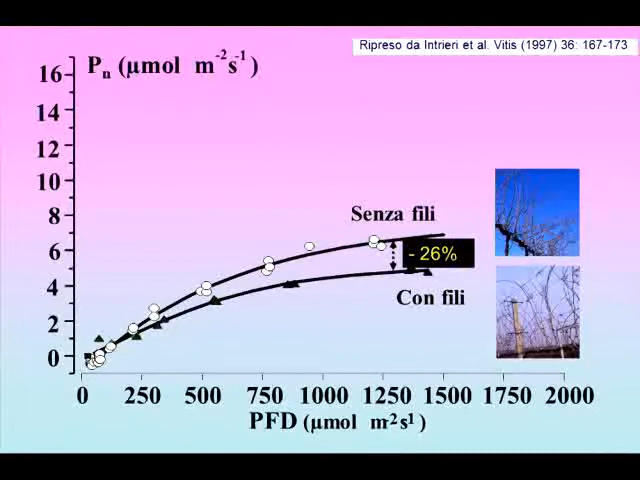 Ripreso da Intrieri et al. Vitis (1997) 36: 167-173
Pn (µmol m-2s-1)
16
14
12
10
8
6
4
2
0
Senza fili
- 26%
Con fili
0 250 500 750 1000 1250 1500 1750 2000
PFD (µmol m-2s1)